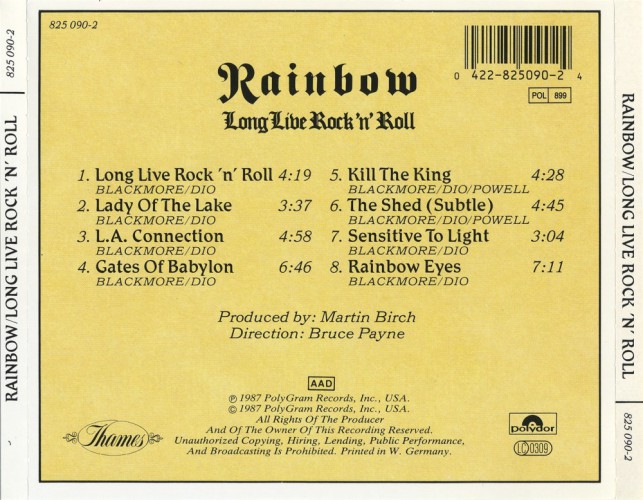 825 090-2
825 090-2
RAINBOW/LONG LIVE ROCK 'N' ROLL
Rainbow
Long Live Rock 'n' Roll
0 422-825090-2 4
POL 899
1. Long Live Rock 'n' Roll 4:19
BLACKMORE/DIO
2. Lady Of The Lake 3:37
BLACKMORE/DIO
3. L.A. Connection 4:58
BLACKMORE/DIO
4. Gates Of Babylon 6:46
BLACKMORE/DIO
5. Kill The King 4:28
BLACKMORE/DIO/POWELL
6. The Shed (Subtle) 4:45
BLACKMORE/DIO/POWELL
7. Sensitive To Light 3:04
BLACKMORE/DIO
8. Rainbow Eyes 7:11
BLACKMORE/DIO
Produced by: Martin Birch
Direction: Bruce Payne
AAD
℗ 1987 PolyGram Records, Inc., USA.
© 1987 PolyGram Records, Inc., USA.
All Rights Of The Producer
And Of The Owner Of This Recording Reserved.
Unauthorized Copying, Hiring, Lending, Public Performance,
And Broadcasting Is Prohibited. Printed in W. Germany.
Thames
Polydor
LC 0309
RAINBOW/LONG LIVE ROCK 'N' ROLL
825 090-2